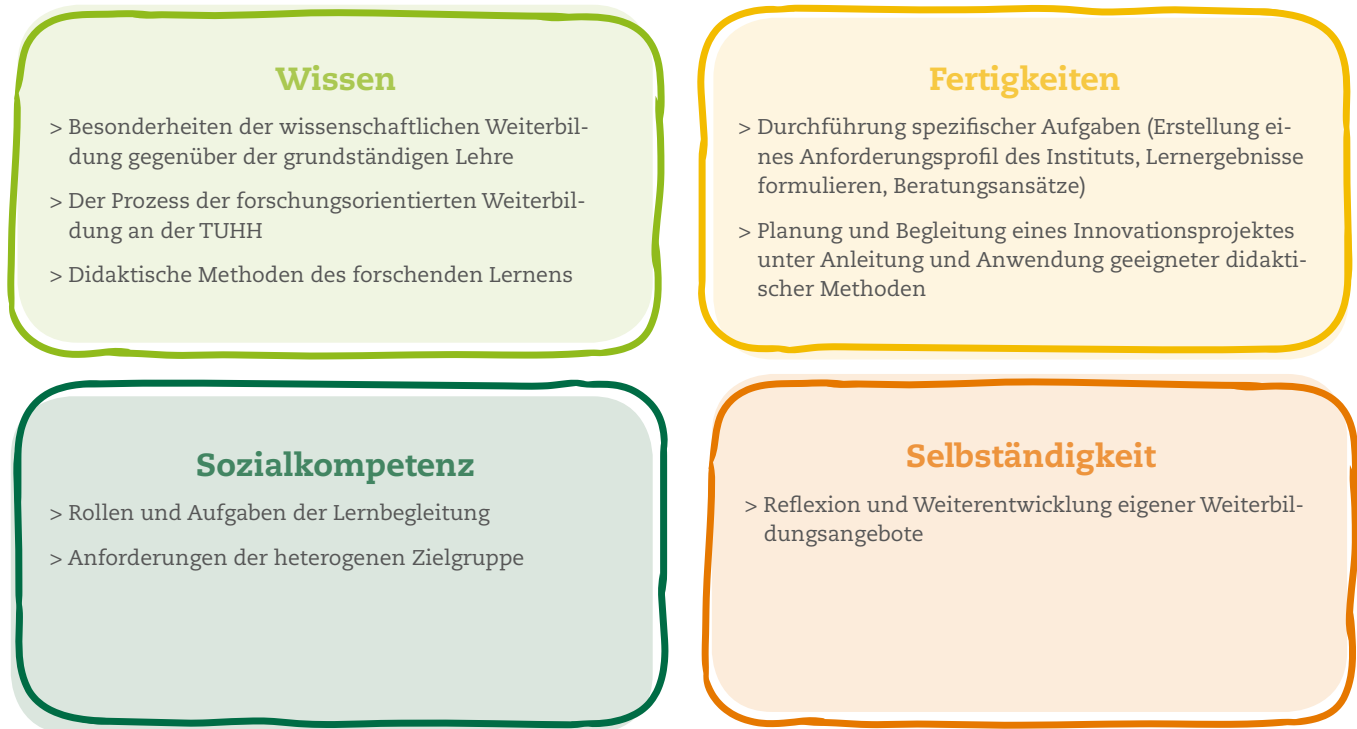 Wissen
> Besonderheiten der wissenschaftlichen Weiterbil-
dung gegenüber der grundständigen Lehre
> Der Prozess der forschungsorientierten Weiterbil-
dung an der TUHH
> Didaktische Methoden des forschenden Lernens
Fertigkeiten
> Durchführung spezifischer Aufgaben (Erstellung ei-
nes Anforderungsprofil des Instituts, Lernergebnisse
formulieren, Beratungsansätze)
> Planung und Begleitung eines Innovationsprojektes
unter Anleitung und Anwendung geeigneter didakti-
scher Methoden
Sozialkompetenz
> Rollen und Aufgaben der Lernbegleitung
> Anforderungen der heterogenen Zielgruppe
Selbständigkeit
> Reflexion und Weiterentwicklung eigener Weiterbil-
dungsangebote